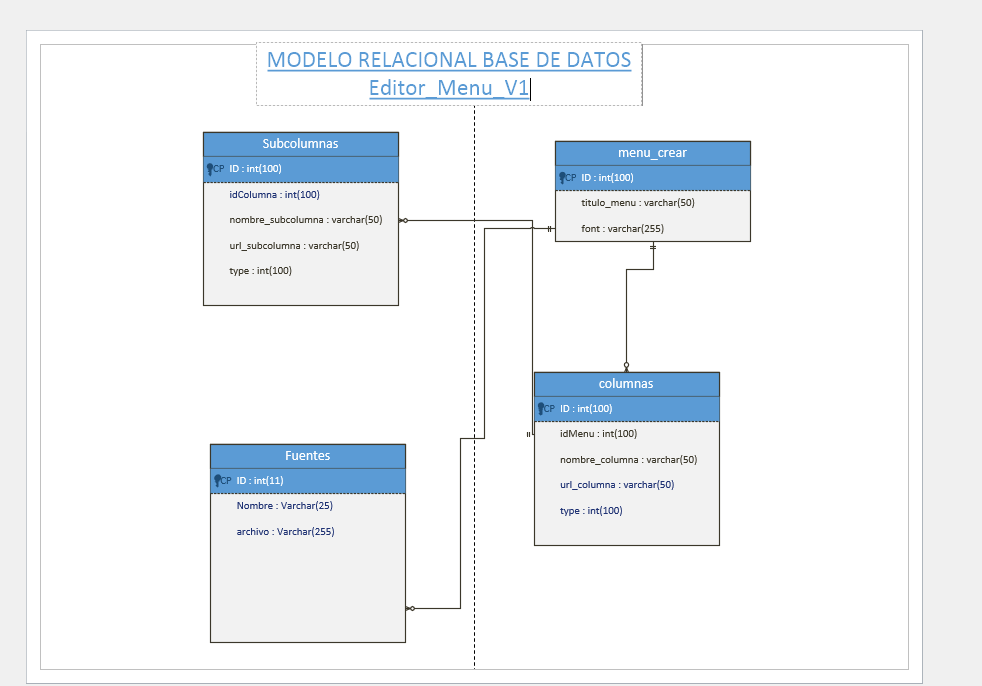 MODELO RELACIONAL BASE DE DATOS
Editor_Menu_V1
Subcolumnas
CP ID : int(100)
idColumna : int(100)
nombre_subcolumna : varchar(50)
url_subcolumna : varchar(50)
type : int(100)
menu_crear
CP ID : int(100)
titulo_menu : varchar(50)
font : varchar(255)
columnas
CP ID : int(100)
idMenu : int(100)
nombre_columna : varchar(50)
url_columna : varchar(50)
type : int(100)
Fuentes
CP ID : int(11)
Nombre : Varchar(25)
archivo : Varchar(255)